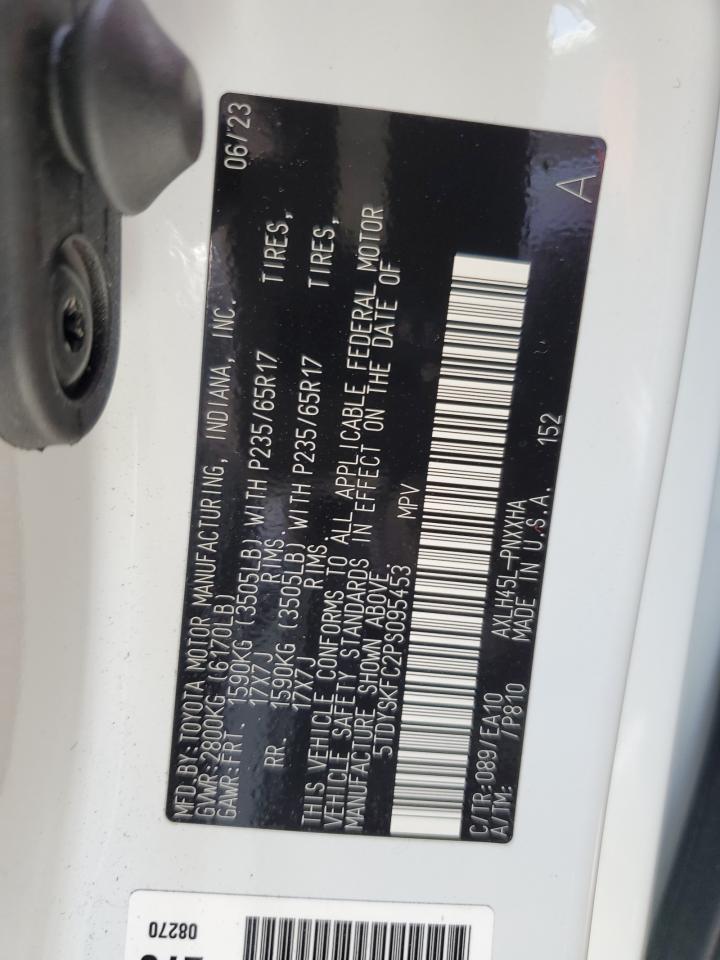 MFD.BY:TOYOTA MOTOR MANUFACTURING, INDIANA, INC. 06/23
GVWR:2800KG(6170LB)
GAWR:FRT. 1590KG (3505LB) WITH P235/65R17 TIRES,
17X7J RIMS.
RR. 1590KG (3505LB) WITH P235/65R17 TIRES,
17X7J RIMS.
THIS VEHICLE CONFORMS TO ALL APPLICABLE FEDERAL MOTOR
VEHICLE SAFETY STANDARDS IN EFFECT ON THE DATE OF
MANUFACTURE SHOWN ABOVE.
5TDYSKFC2PS095453 MPV
C/TR:089/EA10 AXLH45L-PNXXHA
A/TM: /P810 MADE IN U.S.A. 152 A
08270